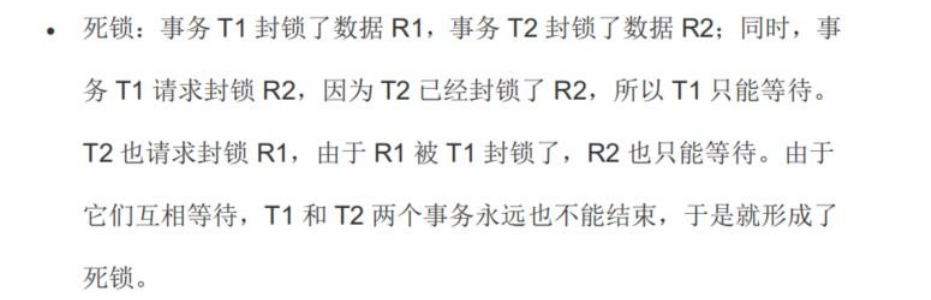 • 死锁：事务 T1 封锁了数据 R1，事务 T2 封锁了数据 R2；同时，事
务 T1 请求封锁 R2，因为 T2 已经封锁了 R2，所以 T1 只能等待。
T2 也请求封锁 R1，由于 R1 被 T1 封锁了，R2 也只能等待。由于
它们互相等待，T1 和 T2 两个事务永远也不能结束，于是就形成了
死锁。